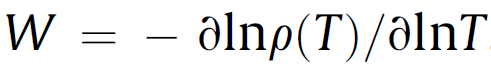 W = − ∂lnρ(T)/∂lnT